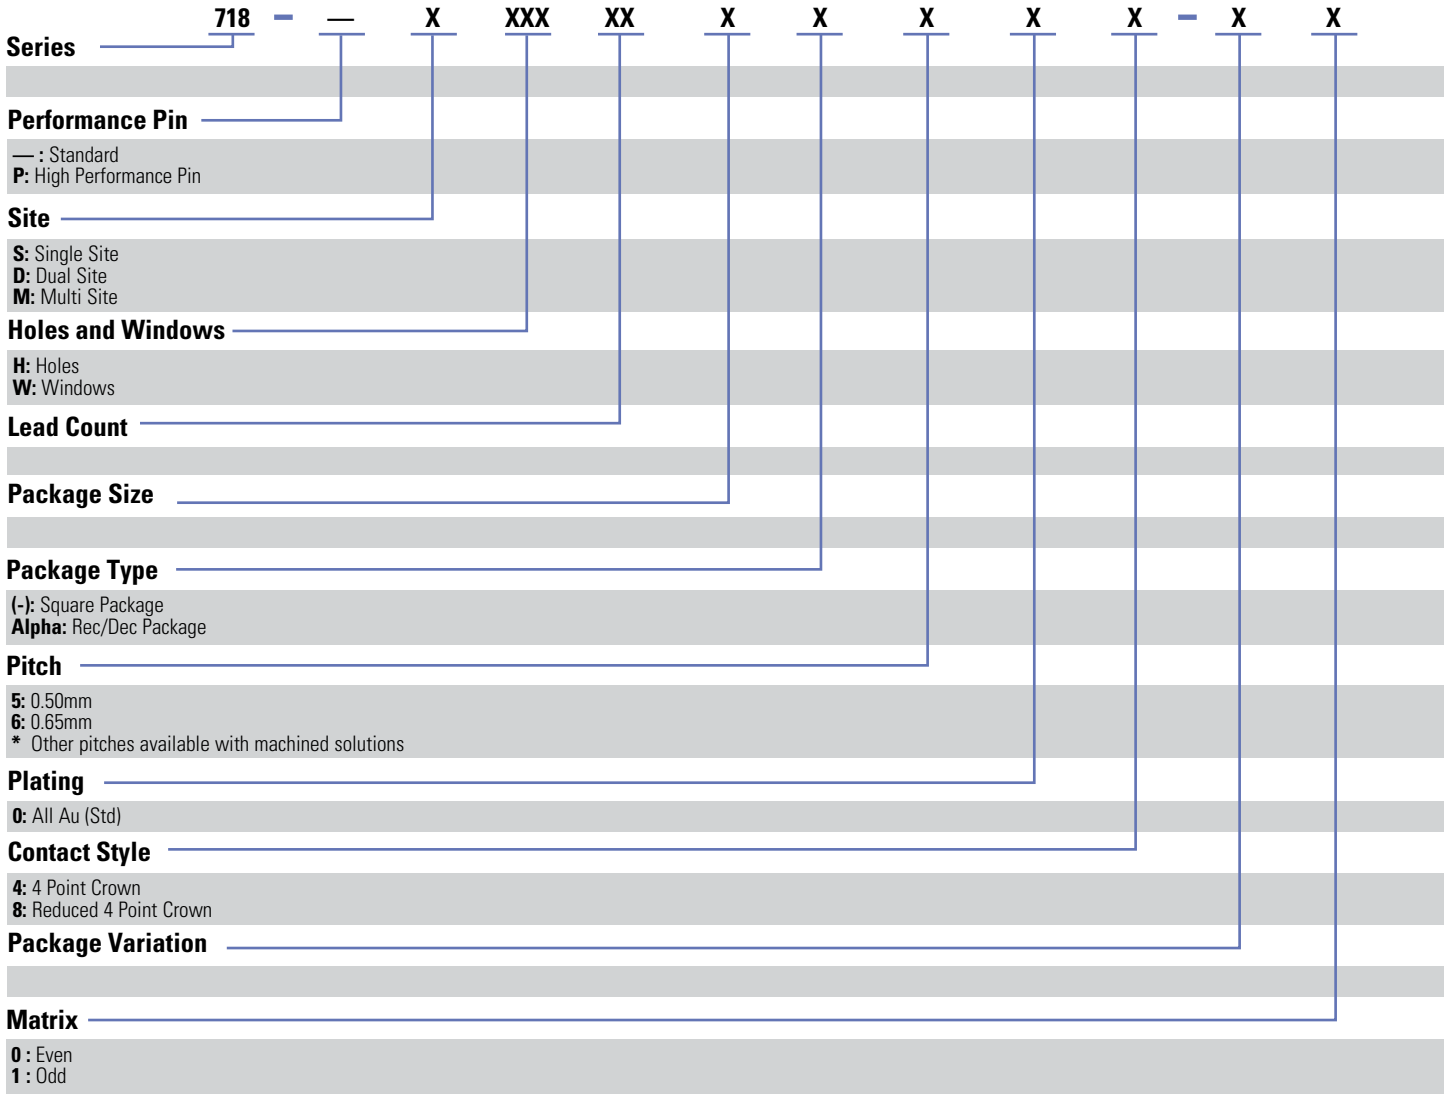 718 - — X XXX XX X X X X X - X X
Series
Performance Pin
— : Standard
P: High Performance Pin
Site
S: Single Site
D: Dual Site
M: Multi Site
Holes and Windows
H: Holes
W: Windows
Lead Count
Package Size
Package Type
(-): Square Package
Alpha: Rec/Dec Package
Pitch
5: 0.50mm
6: 0.65mm
* Other pitches available with machined solutions
Plating
0: All Au (Std)
Contact Style
4: 4 Point Crown
8: Reduced 4 Point Crown
Package Variation
Matrix
0 : Even
1 : Odd